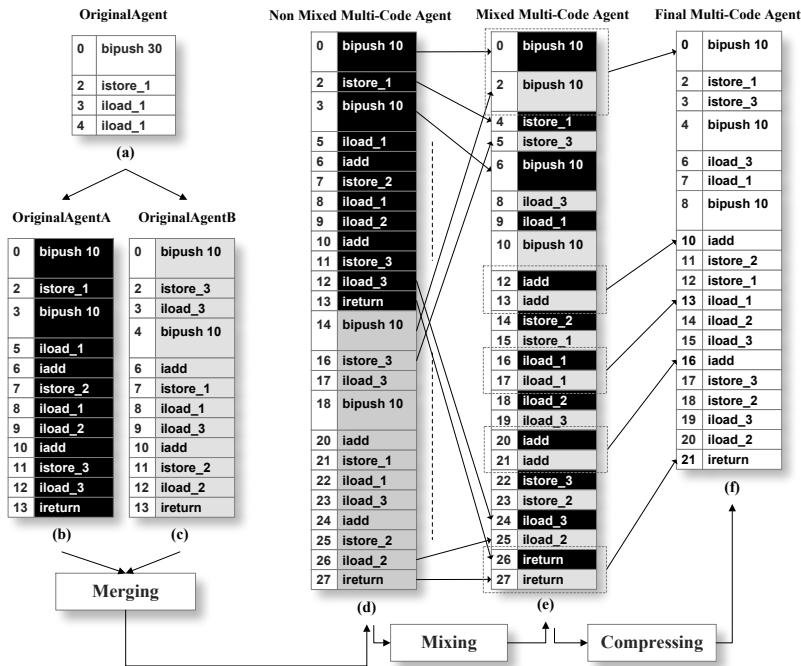 OriginalAgent
0 bipush 30
2 istore_1
3 iload_1
4 iload_1
(a)
OriginalAgentA
0 bipush 10
2 istore_1
3 bipush 10
5 iload_1
6 iadd
7 istore_2
8 iload_1
9 iload_2
10 iadd
11 istore_3
12 iload_3
13 ireturn
(b)
OriginalAgentB
0 bipush 10
2 istore_3
3 iload_3
4 bipush 10
6 iadd
7 istore_1
8 iload_1
9 iload_3
10 iadd
11 istore_2
12 iload_2
13 ireturn
(c)
Merging
Non Mixed Multi-Code Agent
0 bipush 10
2 istore_1
3 bipush 10
5 iload_1
6 iadd
7 istore_2
8 iload_1
9 iload_2
10 iadd
11 istore_3
12 iload_3
13 ireturn
14 bipush 10
16 istore_3
17 iload_3
18 bipush 10
20 iadd
21 istore_1
22 iload_1
23 iload_3
24 iadd
25 istore_2
26 iload_2
27 ireturn
(d)
Mixing
Mixed Multi-Code Agent
0 bipush 10
2 bipush 10
4 istore_1
5 istore_3
6 bipush 10
8 iload_3
9 iload_1
10 bipush 10
12 iadd
13 iadd
14 istore_2
15 istore_1
16 iload_1
17 iload_1
18 iload_2
19 iload_3
20 iadd
21 iadd
22 istore_3
23 istore_2
24 iload_3
25 iload_2
26 ireturn
27 ireturn
(e)
Compressing
Final Multi-Code Agent
0 bipush 10
2 istore_1
3 istore_3
4 bipush 10
6 iload_3
7 iload_1
8 bipush 10
10 iadd
11 istore_2
12 istore_1
13 iload_1
14 iload_2
15 iload_3
16 iadd
17 istore_3
18 istore_2
19 iload_3
20 iload_2
21 ireturn
(f)